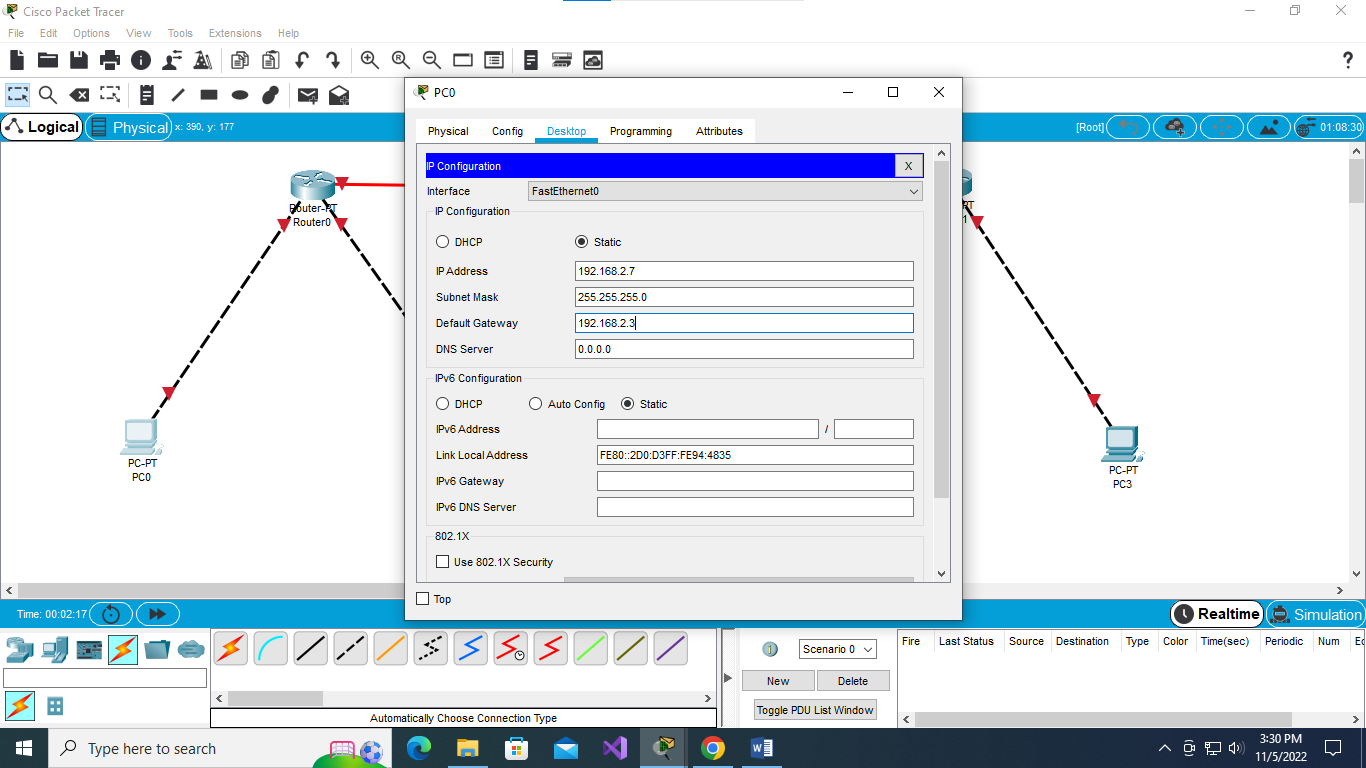 Cisco Packet Tracer
File Edit Options View Tools Extensions Help
?
Logical Physical x: 390, y: 177 [Root] 01:08:30
PC0
Physical Config Desktop Programming Attributes
IP Configuration X
Interface FastEthernet0
IP Configuration
DHCP Static
IP Address 192.168.2.7
Subnet Mask 255.255.255.0
Default Gateway 192.168.2.3
DNS Server 0.0.0.0
IPv6 Configuration
DHCP Auto Config Static
IPv6 Address /
Link Local Address FE80::2D0:D3FF:FE94:4835
IPv6 Gateway
IPv6 DNS Server
802.1X
Use 802.1X Security
Top
Router-PT
Router0
PT
1
PC-PT
PC0
PC-PT
PC3
Time: 00:02:17 Realtime Simulation
Scenario 0
New Delete
Toggle PDU List Window
Fire Last Status Source Destination Type Color Time(sec) Periodic Num Ec
Automatically Choose Connection Type
Type here to search
3:30 PM
11/5/2022